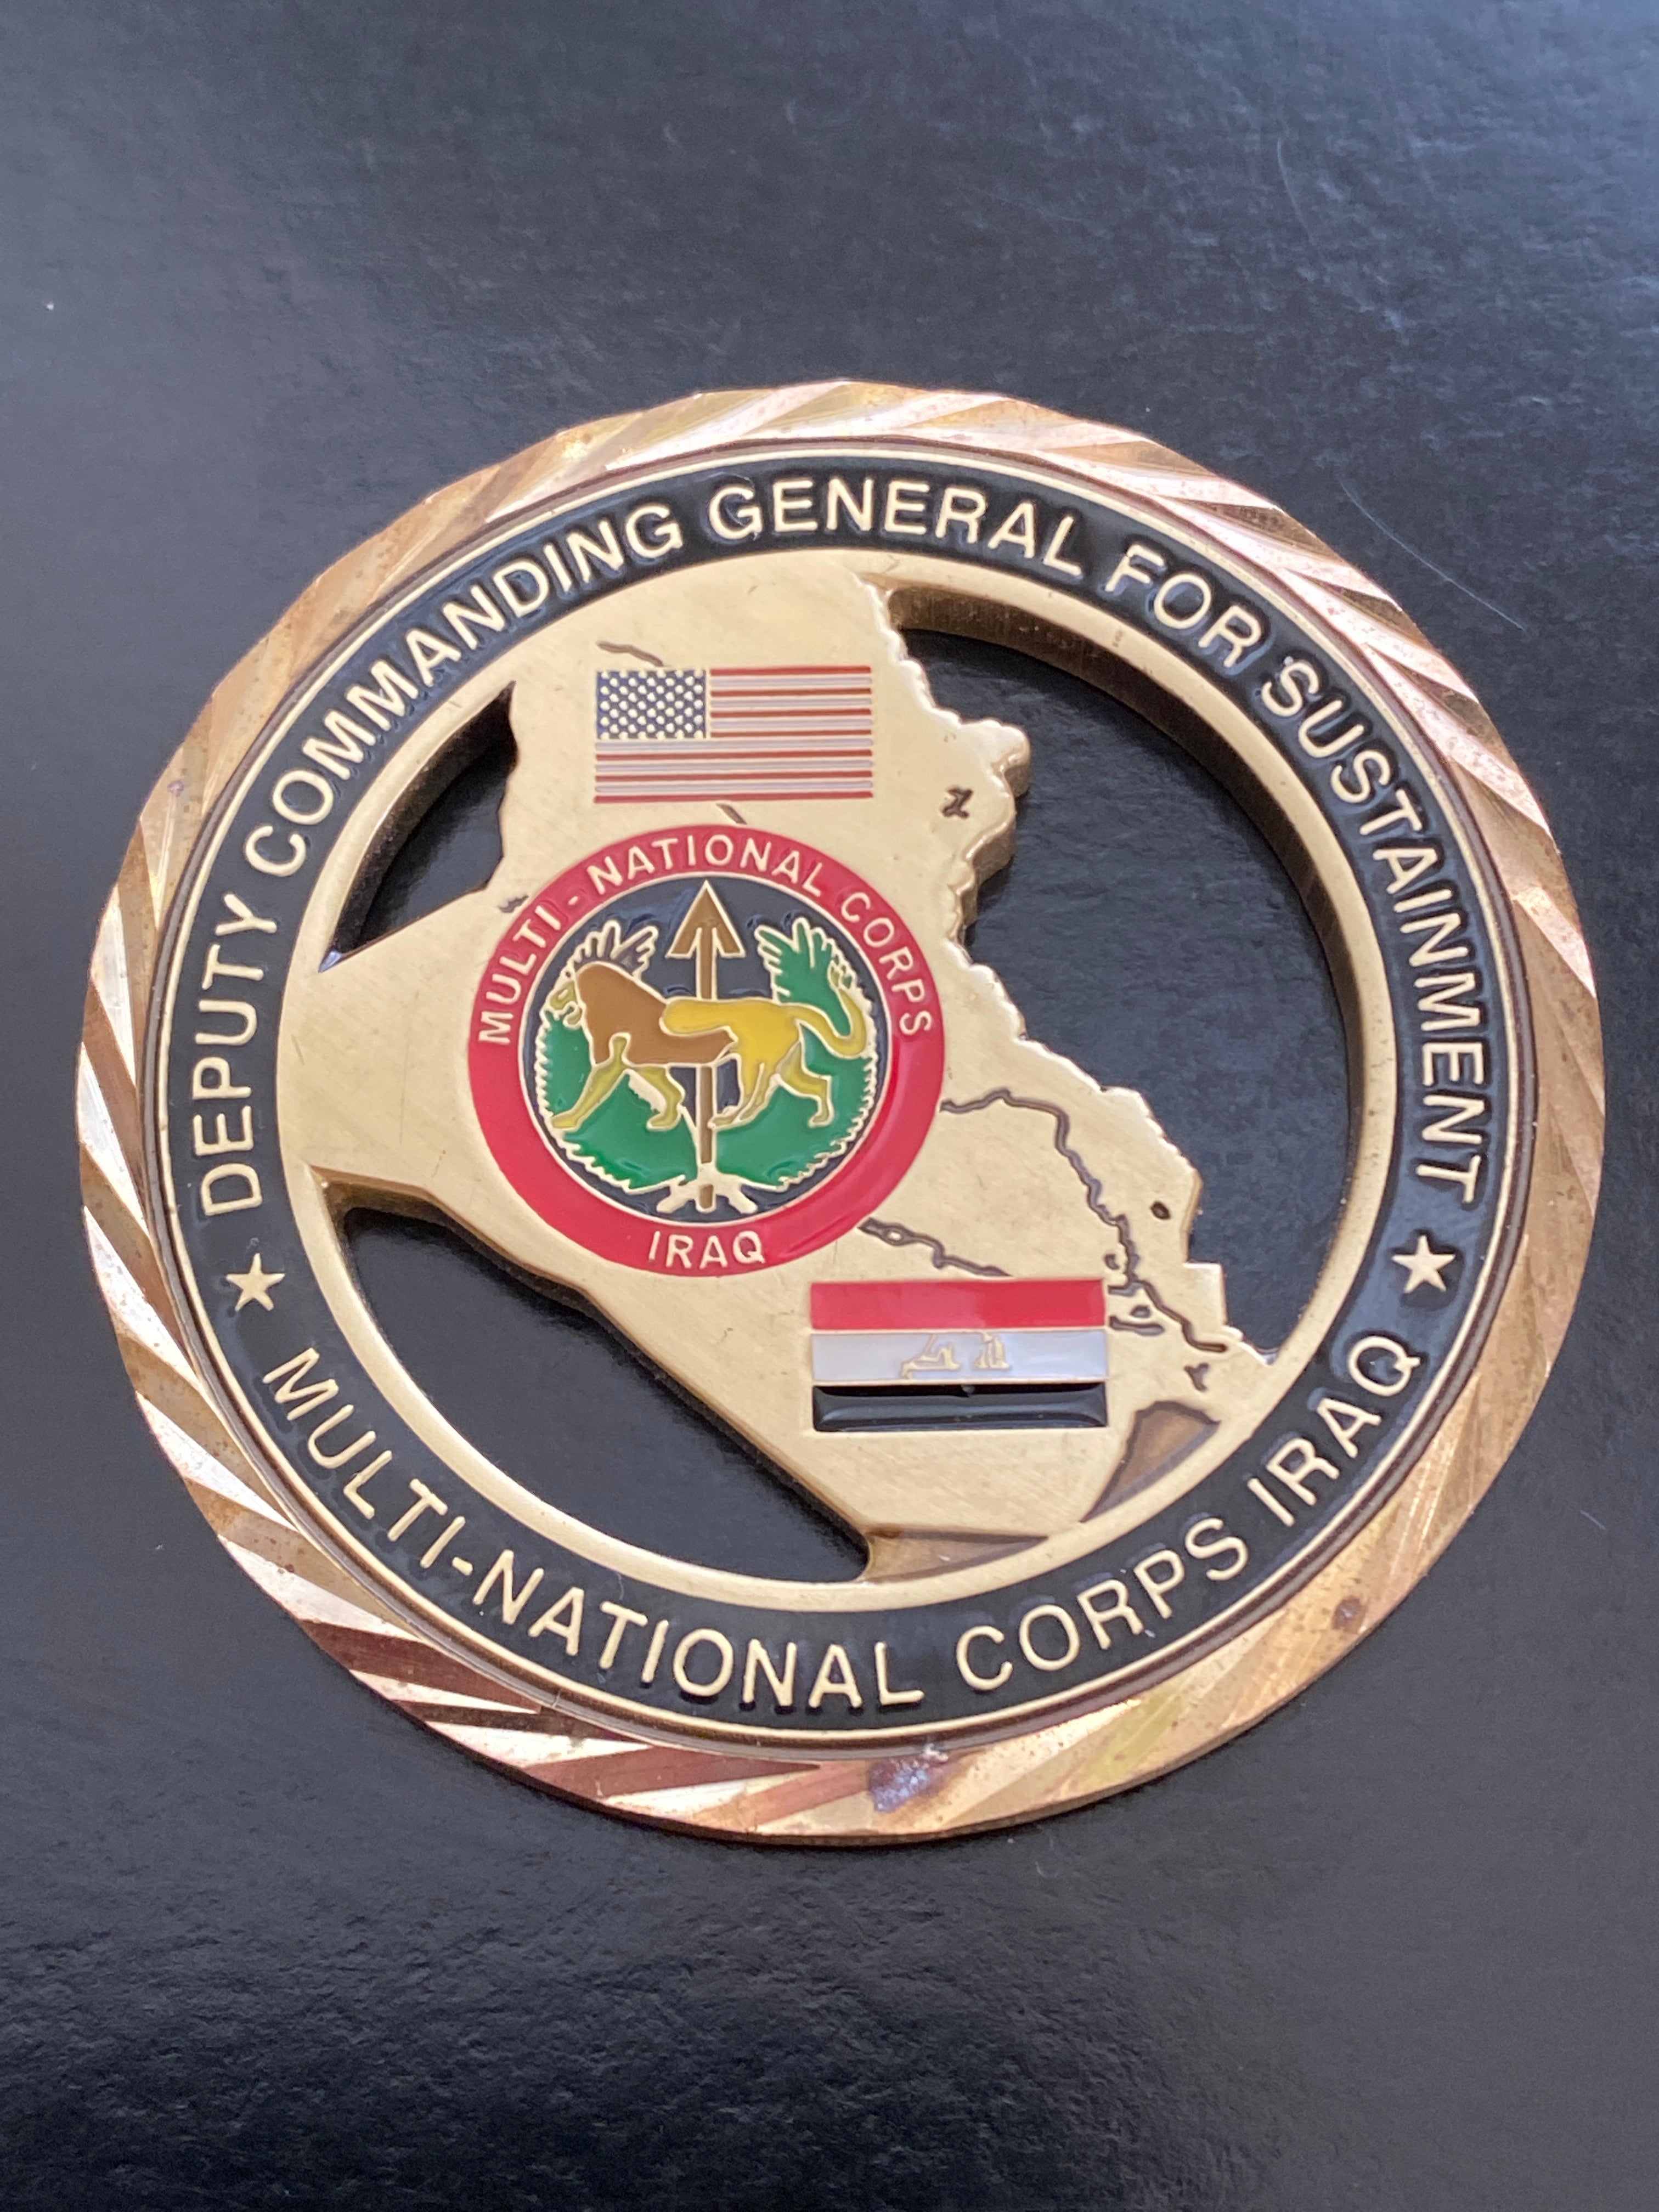 DEPUTY COMMANDING GENERAL FOR SUSTAINMENT
MULTI-NATIONAL CORPS
IRAQ
MULTI-NATIONAL CORPS IRAQ